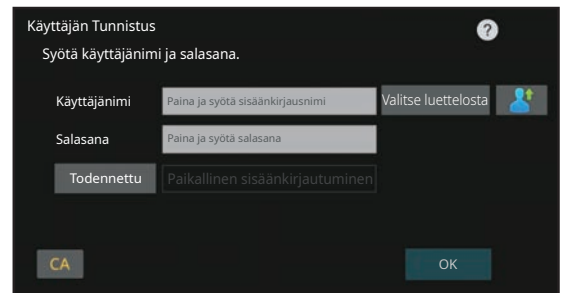 Käyttäjän Tunnistus
?
Syötä käyttäjänimi ja salasana.
Käyttäjänimi Paina ja syötä sisäänkirjausnimi Valitse luettelosta
Salasana Paina ja syötä salasana
Todennettu Paikallinen sisäänkirjautuminen
CA OK